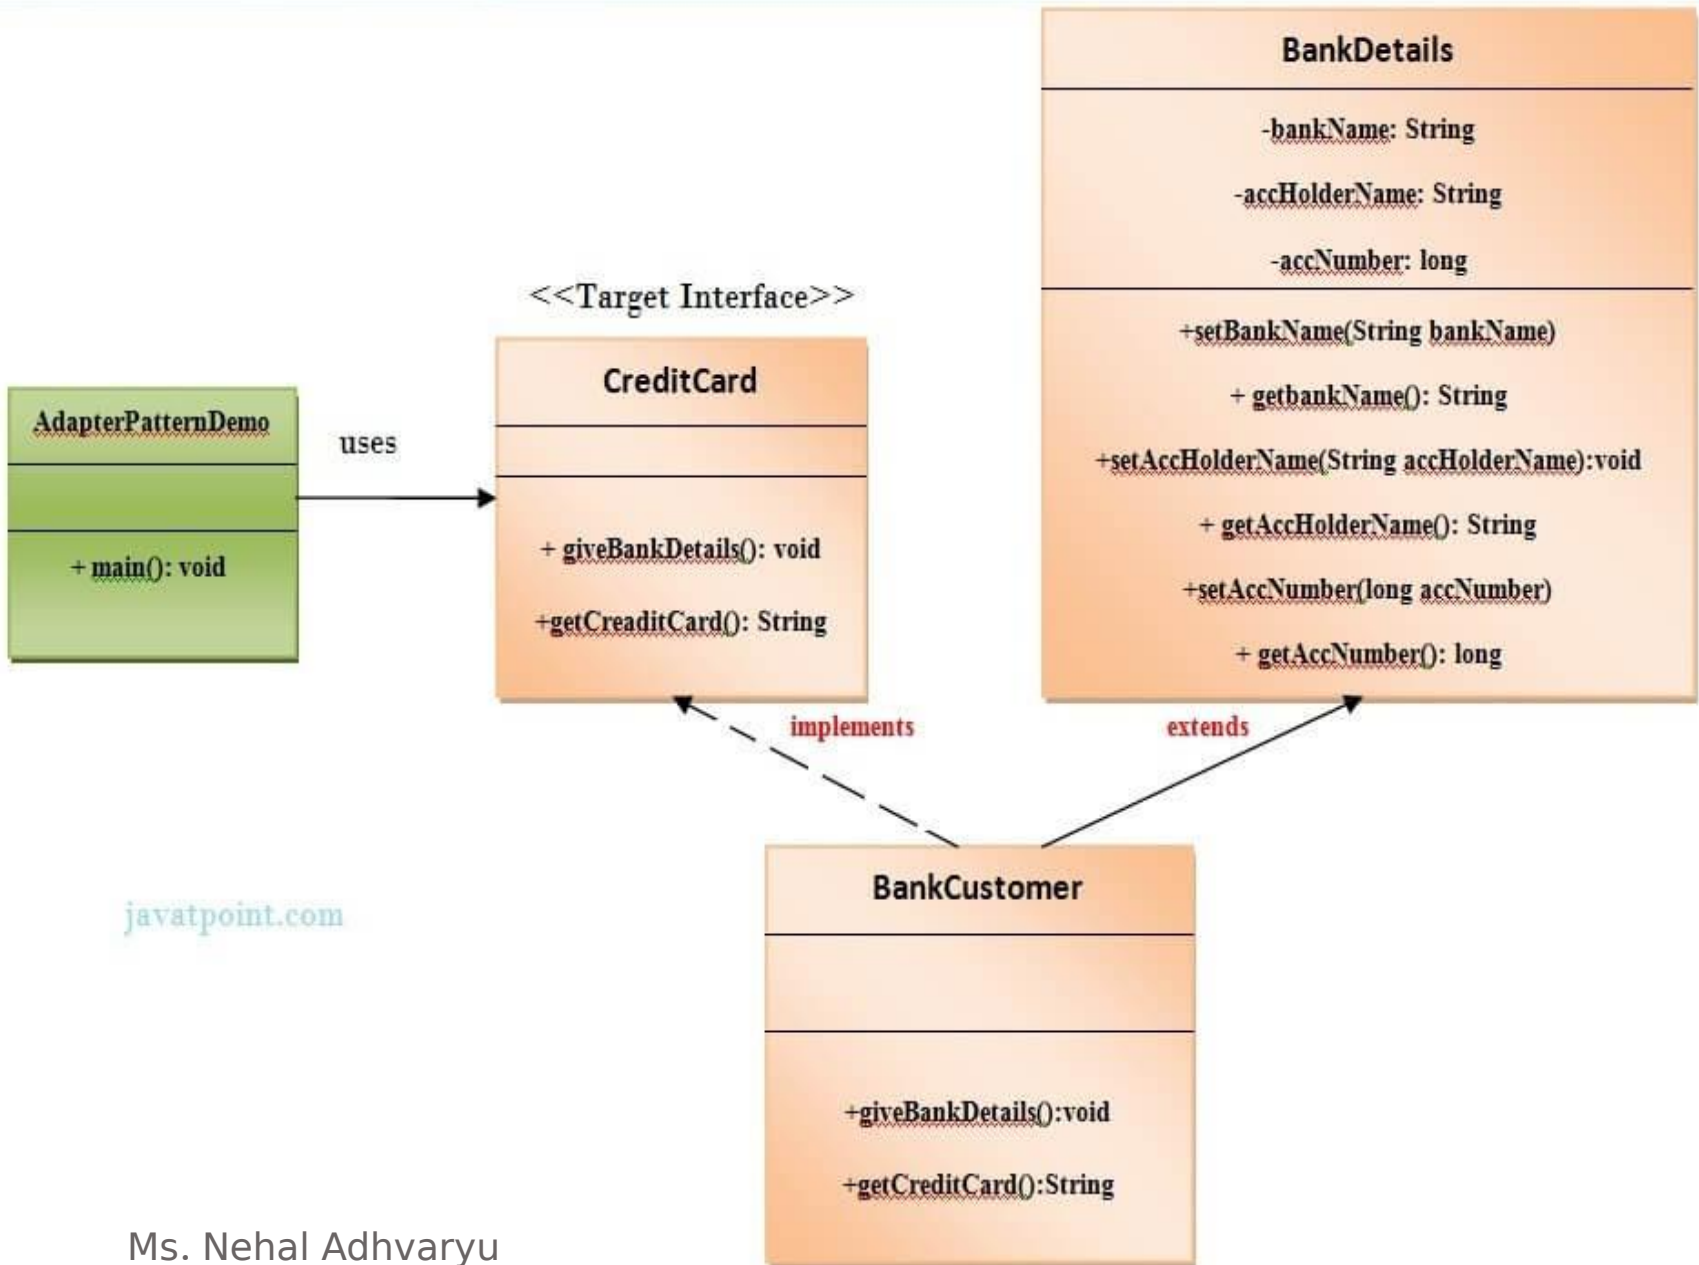 BankDetails
-bankName: String
-accHolderName: String
-accNumber: long
+setBankName(String bankName)
+ getbankName(): String
+setAccHolderName(String accHolderName):void
+ getAccHolderName(): String
+setAccNumber(long accNumber)
+ getAccNumber(): long
<<Target Interface>>
CreditCard
+ giveBankDetails(): void
+getCreaditCard(): String
AdapterPatternDemo
+ main(): void
uses
implements
extends
BankCustomer
+giveBankDetails():void
+getCreditCard():String
javatpoint.com
Ms. Nehal Adhvaryu